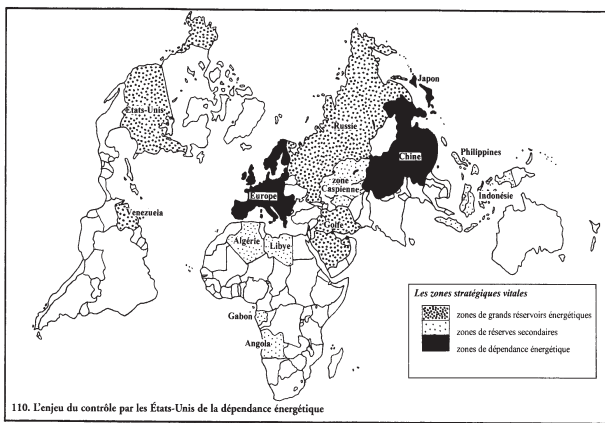 Japon
États-Unis
Russie
Chine
Philippines
zone
Caspienne
Europe
Indonésie
Venezueia
Golfe
Algérie
Libye
Gabon
Angola
Les zones stratégiques vitales
zones de grands réservoirs énergétiques
zones de réserves secondaires
zones de dépendance énergétique
110. L'enjeu du contrôle par les États-Unis de la dépendance énergétique